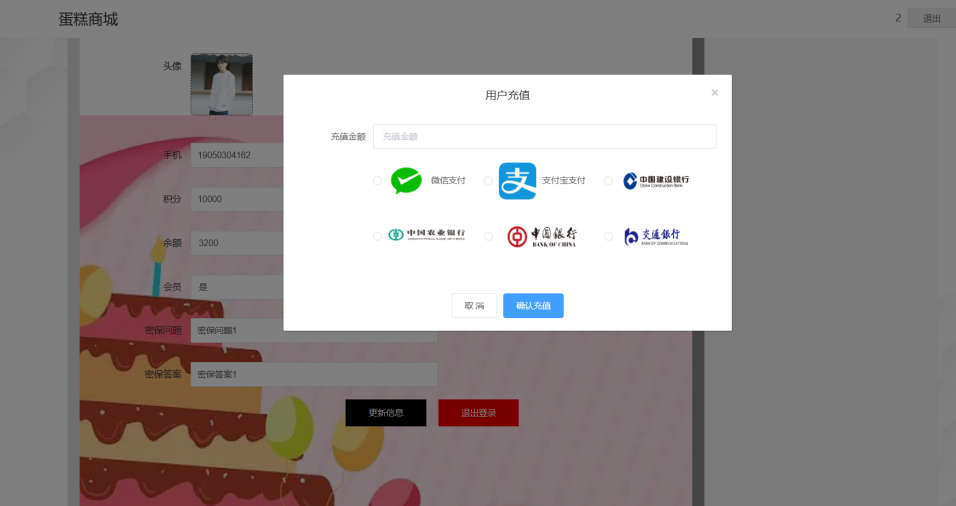 蛋糕商城
2 退出
头像
用户充值
×
充值金额 充值金额
手机 19050304162
微信支付 支 支付宝支付 中国建设银行
China Construction Bank
积分 10000
中国农业银行 中国银行 交通银行
AGRICULTURAL BANK OF CHINA BANK OF CHINA BANK OF COMMUNICATIONS
余额 3200
会员 是
取消 确认充值
密保问题 密保问题1
密保答案 密保答案1
更新信息 退出登录